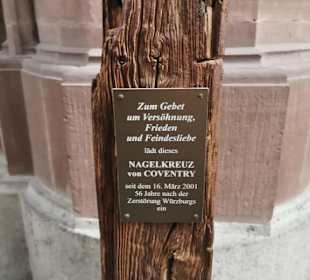 Zum Gebet
um Versöhnung,
Frieden
und Feindesliebe
lädt dieses
NAGELKREUZ
von COVENTRY
seit dem 16. März 2001
56 Jahre nach der
Zerstörung Würzburgs
ein